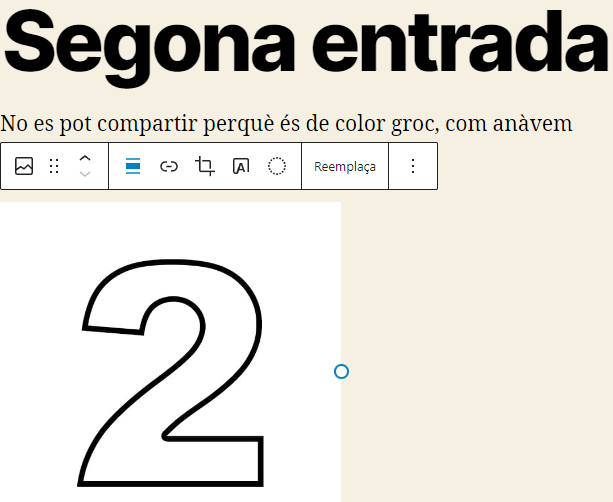 Segona entrada
No es pot compartir perquè és de color groc, com anàvem
A
Reemplaça
2